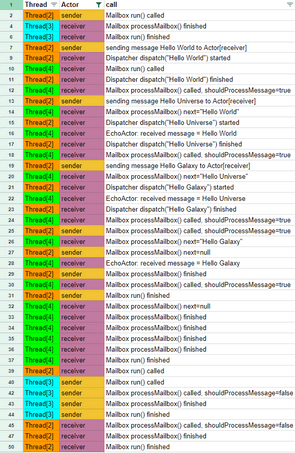 1 Thread Actor call
2 Thread[2] sender Mailbox run() called
4 Thread[3] receiver Mailbox processMailbox() finished
6 Thread[3] receiver Mailbox run() finished
7 Thread[2] sender sending message Hello World to Actor[receiver]
9 Thread[2] receiver Dispatcher dispatch("Hello World") started
10 Thread[4] receiver Mailbox run() called
11 Thread[2] receiver Dispatcher dispatch("Hello World") finished
12 Thread[4] receiver Mailbox processMailbox() called, shouldProcessMessage=true
13 Thread[2] sender sending message Hello Universe to Actor[receiver]
14 Thread[4] receiver Mailbox processMailbox() next="Hello World"
15 Thread[2] receiver Dispatcher dispatch("Hello Universe") started
16 Thread[4] receiver EchoActor: received message = Hello World
17 Thread[2] receiver Dispatcher dispatch("Hello Universe") finished
18 Thread[4] receiver Mailbox processMailbox() called, shouldProcessMessage=true
19 Thread[2] sender sending message Hello Galaxy to Actor[receiver]
20 Thread[4] receiver Mailbox processMailbox() next="Hello Universe"
21 Thread[2] receiver Dispatcher dispatch("Hello Galaxy") started
22 Thread[4] receiver EchoActor: received message = Hello Universe
23 Thread[2] receiver Dispatcher dispatch("Hello Galaxy") finished
24 Thread[4] receiver Mailbox processMailbox() called, shouldProcessMessage=true
25 Thread[2] sender Mailbox processMailbox() called, shouldProcessMessage=true
26 Thread[4] receiver Mailbox processMailbox() next="Hello Galaxy"
27 Thread[2] sender Mailbox processMailbox() next=null
Thread[4] receiver EchoActor: received message = Hello Galaxy
29 Thread[2] sender Mailbox processMailbox() finished
30 Thread[4] receiver Mailbox processMailbox() called, shouldProcessMessage=true
31 Thread[2] sender Mailbox run() finished
32 Thread[4] receiver Mailbox processMailbox() next=null
33 Thread[4] receiver Mailbox processMailbox() finished
34 Thread[4] receiver Mailbox processMailbox() finished
35 Thread[4] receiver Mailbox processMailbox() finished
36 Thread[4] receiver Mailbox processMailbox() finished
37 Thread[4] receiver Mailbox run() finished
39 Thread[2] receiver Mailbox run() called
40 Thread[3] sender Mailbox run() called
42 Thread[3] sender Mailbox processMailbox() called, shouldProcessMessage=false
43 Thread[3] sender Mailbox processMailbox() finished
44 Thread[3] sender Mailbox run() finished
45 Thread[2] receiver Mailbox processMailbox() called, shouldProcessMessage=false
47 Thread[2] receiver Mailbox processMailbox() finished
50 Thread[2] receiver Mailbox run() finished